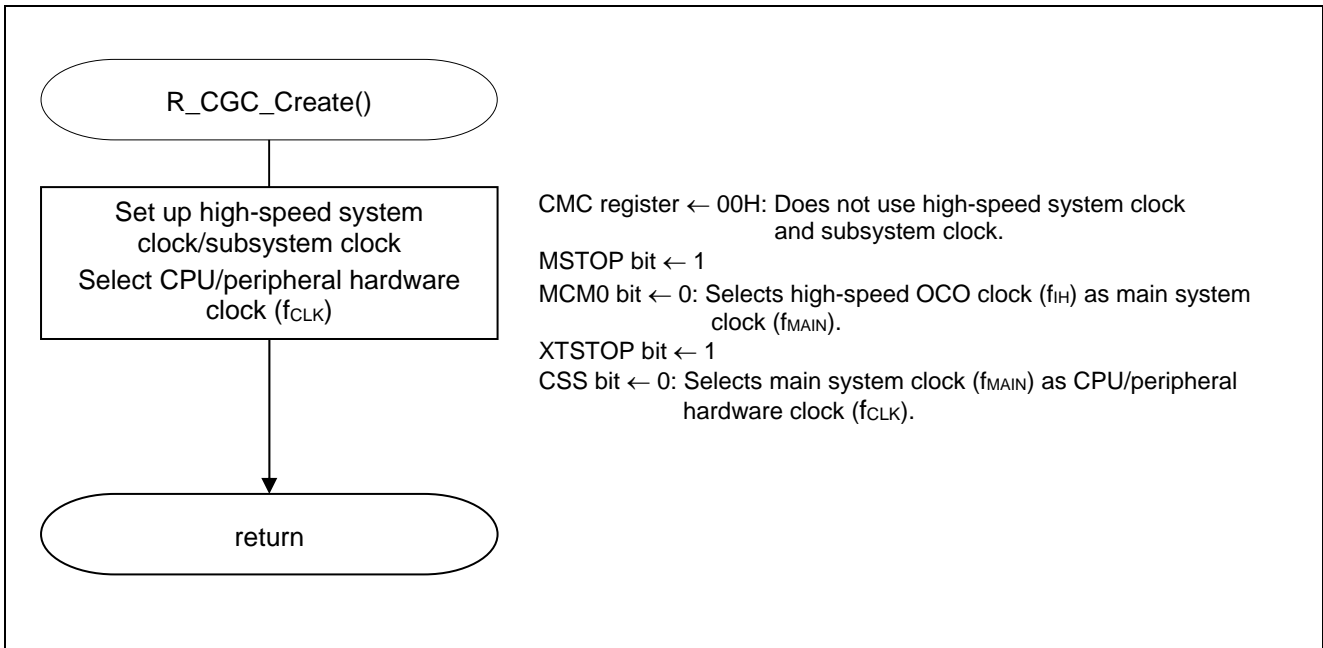 R_CGC_Create()
Set up high-speed system
clock/subsystem clock
Select CPU/peripheral hardware
clock (fCLK)
CMC register ← 00H: Does not use high-speed system clock
and subsystem clock.
MSTOP bit ← 1
MCM0 bit ← 0: Selects high-speed OCO clock (fIH) as main system
clock (fMAIN).
XTSTOP bit ← 1
CSS bit ← 0: Selects main system clock (fMAIN) as CPU/peripheral
hardware clock (fCLK).
return